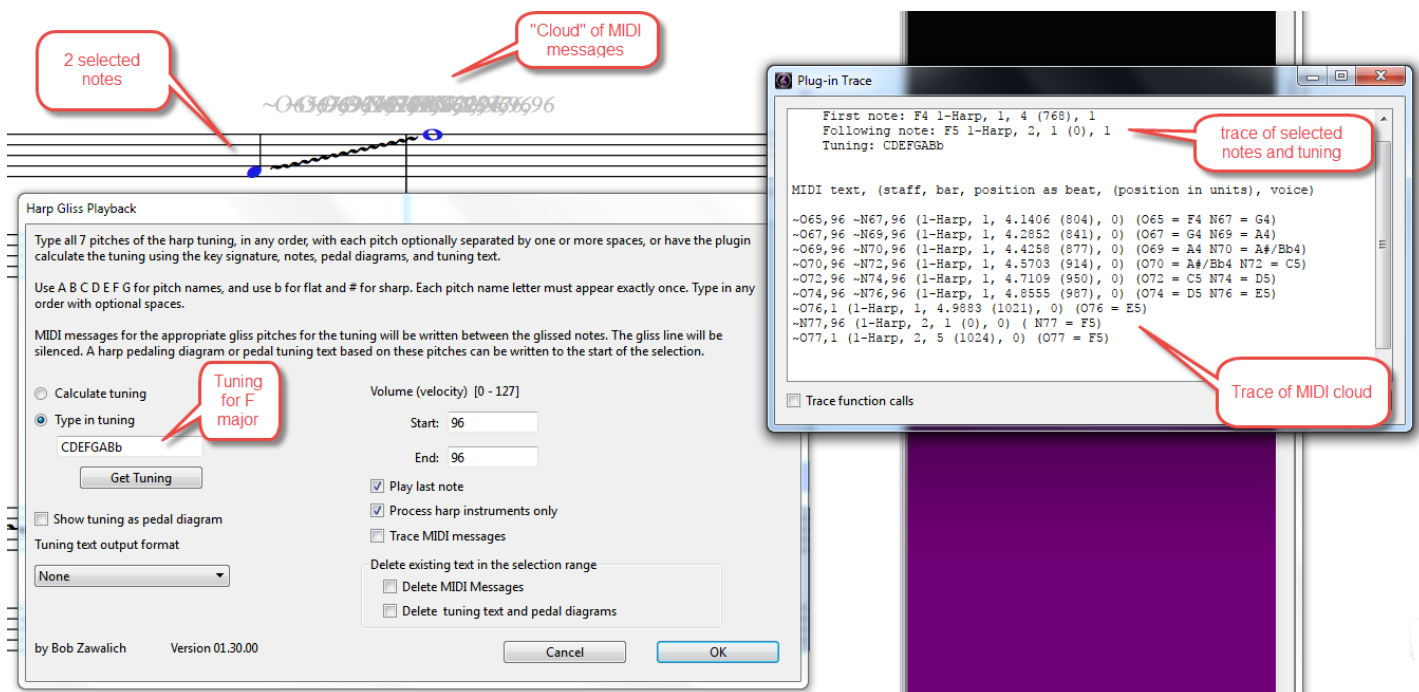 2 selected
notes
"Cloud" of MIDI
messages
Harp Gliss Playback
Type all 7 pitches of the harp tuning, in any order, with each pitch optionally separated by one or more spaces, or have the plugin
calculate the tuning using the key signature, notes, pedal diagrams, and tuning text.
Use A B C D E F G for pitch names, and use b for flat and # for sharp. Each pitch name letter must appear exactly once. Type in any
order with optional spaces.
MIDI messages for the appropriate gliss pitches for the tuning will be written between the glissed notes. The gliss line will be
silenced. A harp pedaling diagram or pedal tuning text based on these pitches can be written to the start of the selection.
Calculate tuning
Type in tuning
CDEFGABb
Get Tuning
Tuning
for F
major
Show tuning as pedal diagram
Tuning text output format
None
Volume (velocity) [0 - 127]
Start: 96
End: 96
Play last note
Process harp instruments only
Trace MIDI messages
Delete existing text in the selection range
Delete MIDI Messages
Delete tuning text and pedal diagrams
by Bob Zawalich Version 01.30.00
Cancel OK
Plug-in Trace
First note: F4 1-Harp, 1, 4 (768), 1
Following note: F5 1-Harp, 2, 1 (0), 1
Tuning: CDEFGABb
trace of selected
notes and tuning
MIDI text, (staff, bar, position as beat, (position in units), voice)
~O65,96 ~N67,96 (1-Harp, 1, 4.1406 (804), 0) (O65 = F4 N67 = G4)
~O67,96 ~N69,96 (1-Harp, 1, 4.2852 (841), 0) (O67 = G4 N69 = A4)
~O69,96 ~N70,96 (1-Harp, 1, 4.4258 (877), 0) (O69 = A4 N70 = A#/Bb4)
~O70,96 ~N72,96 (1-Harp, 1, 4.5703 (914), 0) (O70 = A#/Bb4 N72 = C5)
~O72,96 ~N74,96 (1-Harp, 1, 4.7109 (950), 0) (O72 = C5 N74 = D5)
~O74,96 ~N76,96 (1-Harp, 1, 4.8555 (987), 0) (O74 = D5 N76 = E5)
~O76,1 (1-Harp, 1, 4.9883 (1021), 0) (O76 = E5)
~N77,96 (1-Harp, 2, 1 (0), 0) ( N77 = F5)
~O77,1 (1-Harp, 2, 5 (1024), 0) (O77 = F5)
Trace of MIDI cloud
Trace function calls